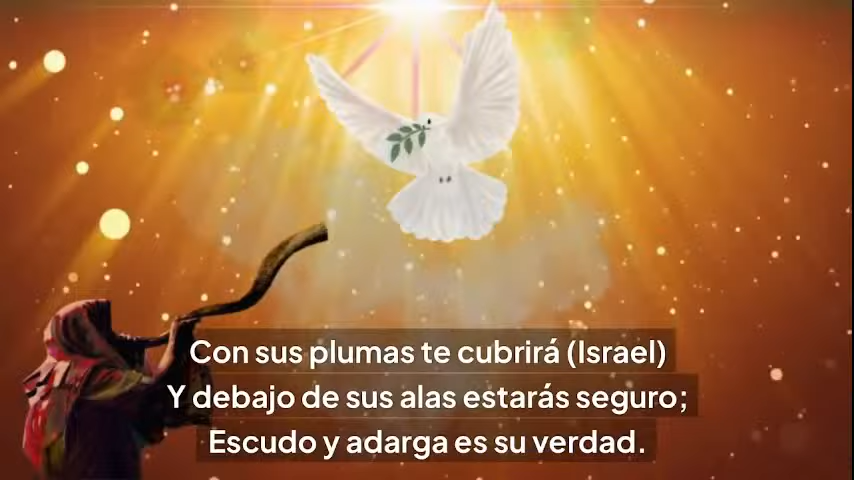 Con sus plumas te cubrirá (Israel)
Y debajo de sus alas estarás seguro;
Escudo y adarga es su verdad.